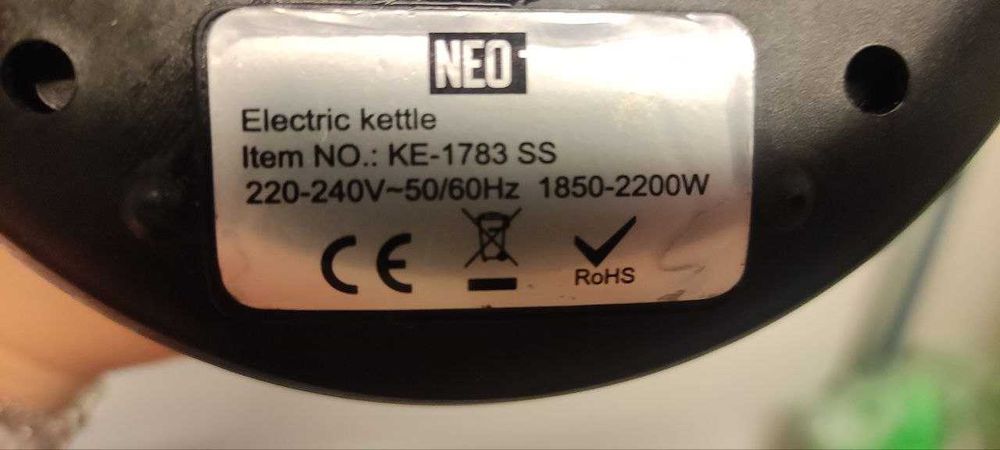 NEO
Electric kettle
Item NO.: KE-1783 SS
220-240V~50/60Hz 1850-2200W
CE
RoHS